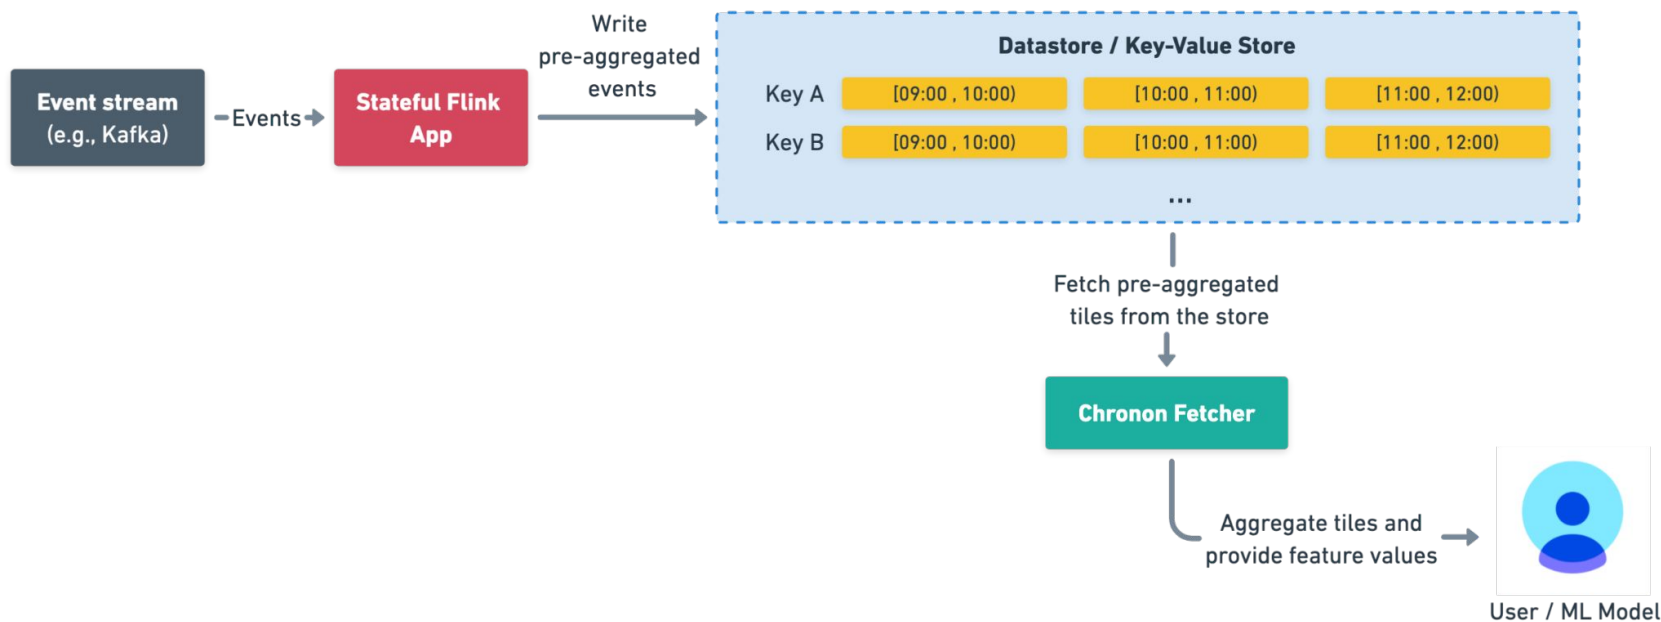 Event stream
(e.g., Kafka)
Events
Stateful Flink
App
Write
pre-aggregated
events
Datastore / Key-Value Store
Key A
[09:00 , 10:00)
[10:00 , 11:00)
[11:00 , 12:00)
Key B
[09:00 , 10:00)
[10:00 , 11:00)
[11:00 , 12:00)
...
Fetch pre-aggregated
tiles from the store
Chronon Fetcher
Aggregate tiles and
provide feature values
User / ML Model